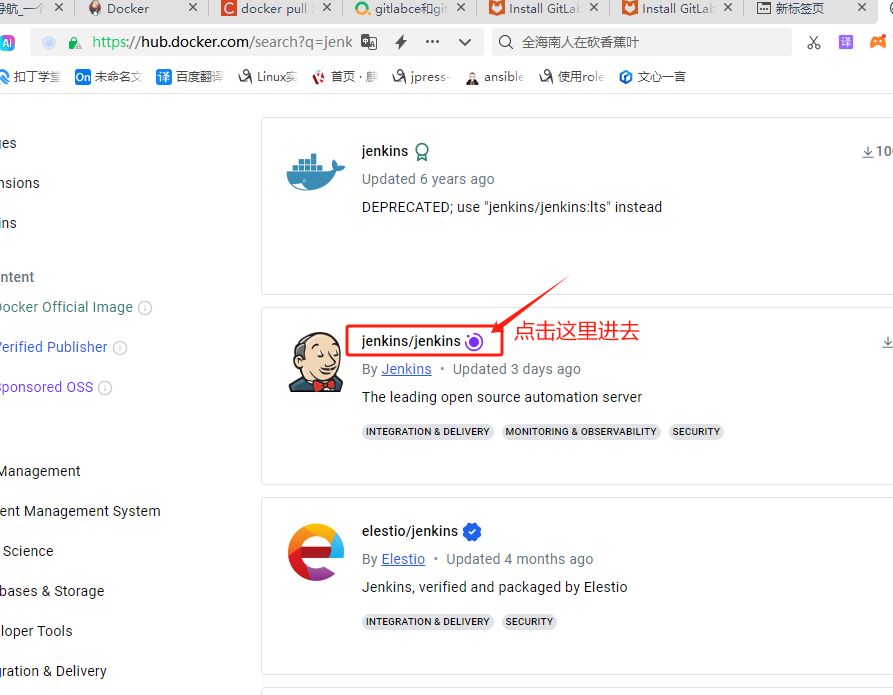 导航_一个
Docker
docker pull
gitlabce和gi
Install GitLa
Install GitLa
新标签页
AI
https://hub.docker.com/search?q=jenk
全海南人在砍香蕉叶
译
扣丁学堂
On 未命名文
译 百度翻译
Linux实
首页 · 麒
jpress-
ansible
使用role
文心一言
ges
nsions
ins
ntent
Docker Official Image
Verified Publisher
Sponsored OSS
Management
ent Management System
Science
bases & Storage
loper Tools
gration & Delivery
jenkins
10
Updated 6 years ago
DEPRECATED; use "jenkins/jenkins:lts" instead
jenkins/jenkins
点击这里进去
By Jenkins • Updated 3 days ago
The leading open source automation server
INTEGRATION & DELIVERY
MONITORING & OBSERVABILITY
SECURITY
elestio/jenkins
By Elestio • Updated 4 months ago
Jenkins, verified and packaged by Elestio
INTEGRATION & DELIVERY
SECURITY